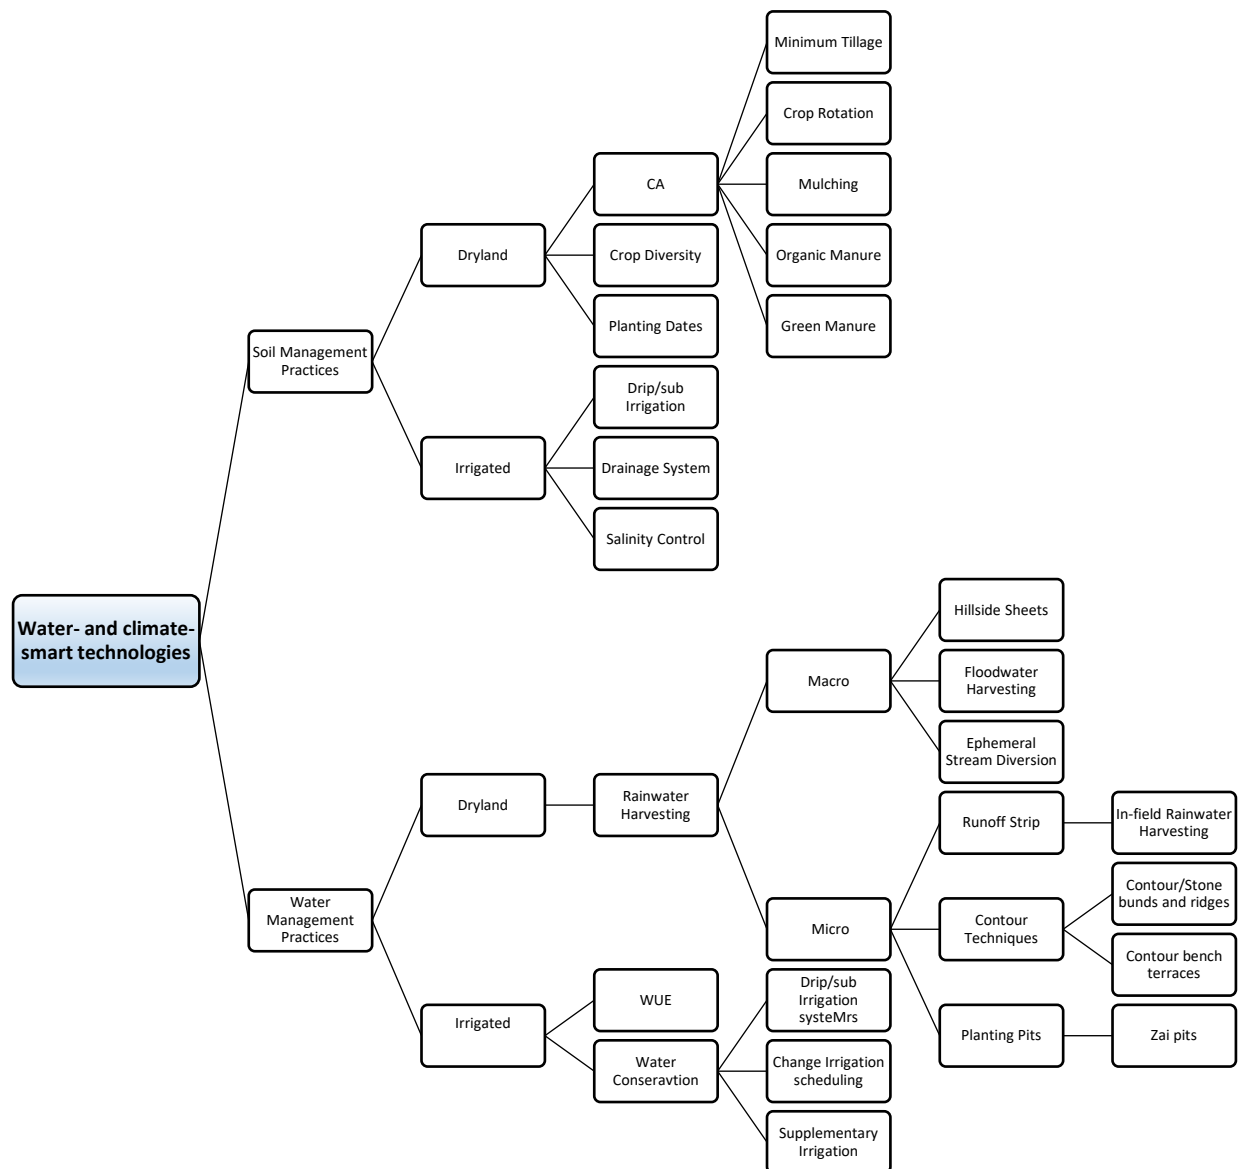 Minimum Tillage
Crop Rotation
CA
Mulching
Dryland
Crop Diversity
Organic Manure
Planting Dates
Green Manure
Soil Management
Practices
Drip/sub
Irrigation
Irrigated
Drainage System
Salinity Control
Water- and climate-
smart technologies
Hillside Sheets
Macro
Floodwater
Harvesting
Ephemeral
Stream Diversion
Dryland
Rainwater
Harvesting
Runoff Strip
In-field Rainwater
Harvesting
Water
Management
Practices
Micro
Contour
Techniques
Contour/Stone
bunds and ridges
Contour bench
terraces
Irrigated
WUE
Drip/sub
Irrigation
systeMrs
Planting Pits
Zai pits
Water
Conseravtion
Change Irrigation
scheduling
Supplementary
Irrigation